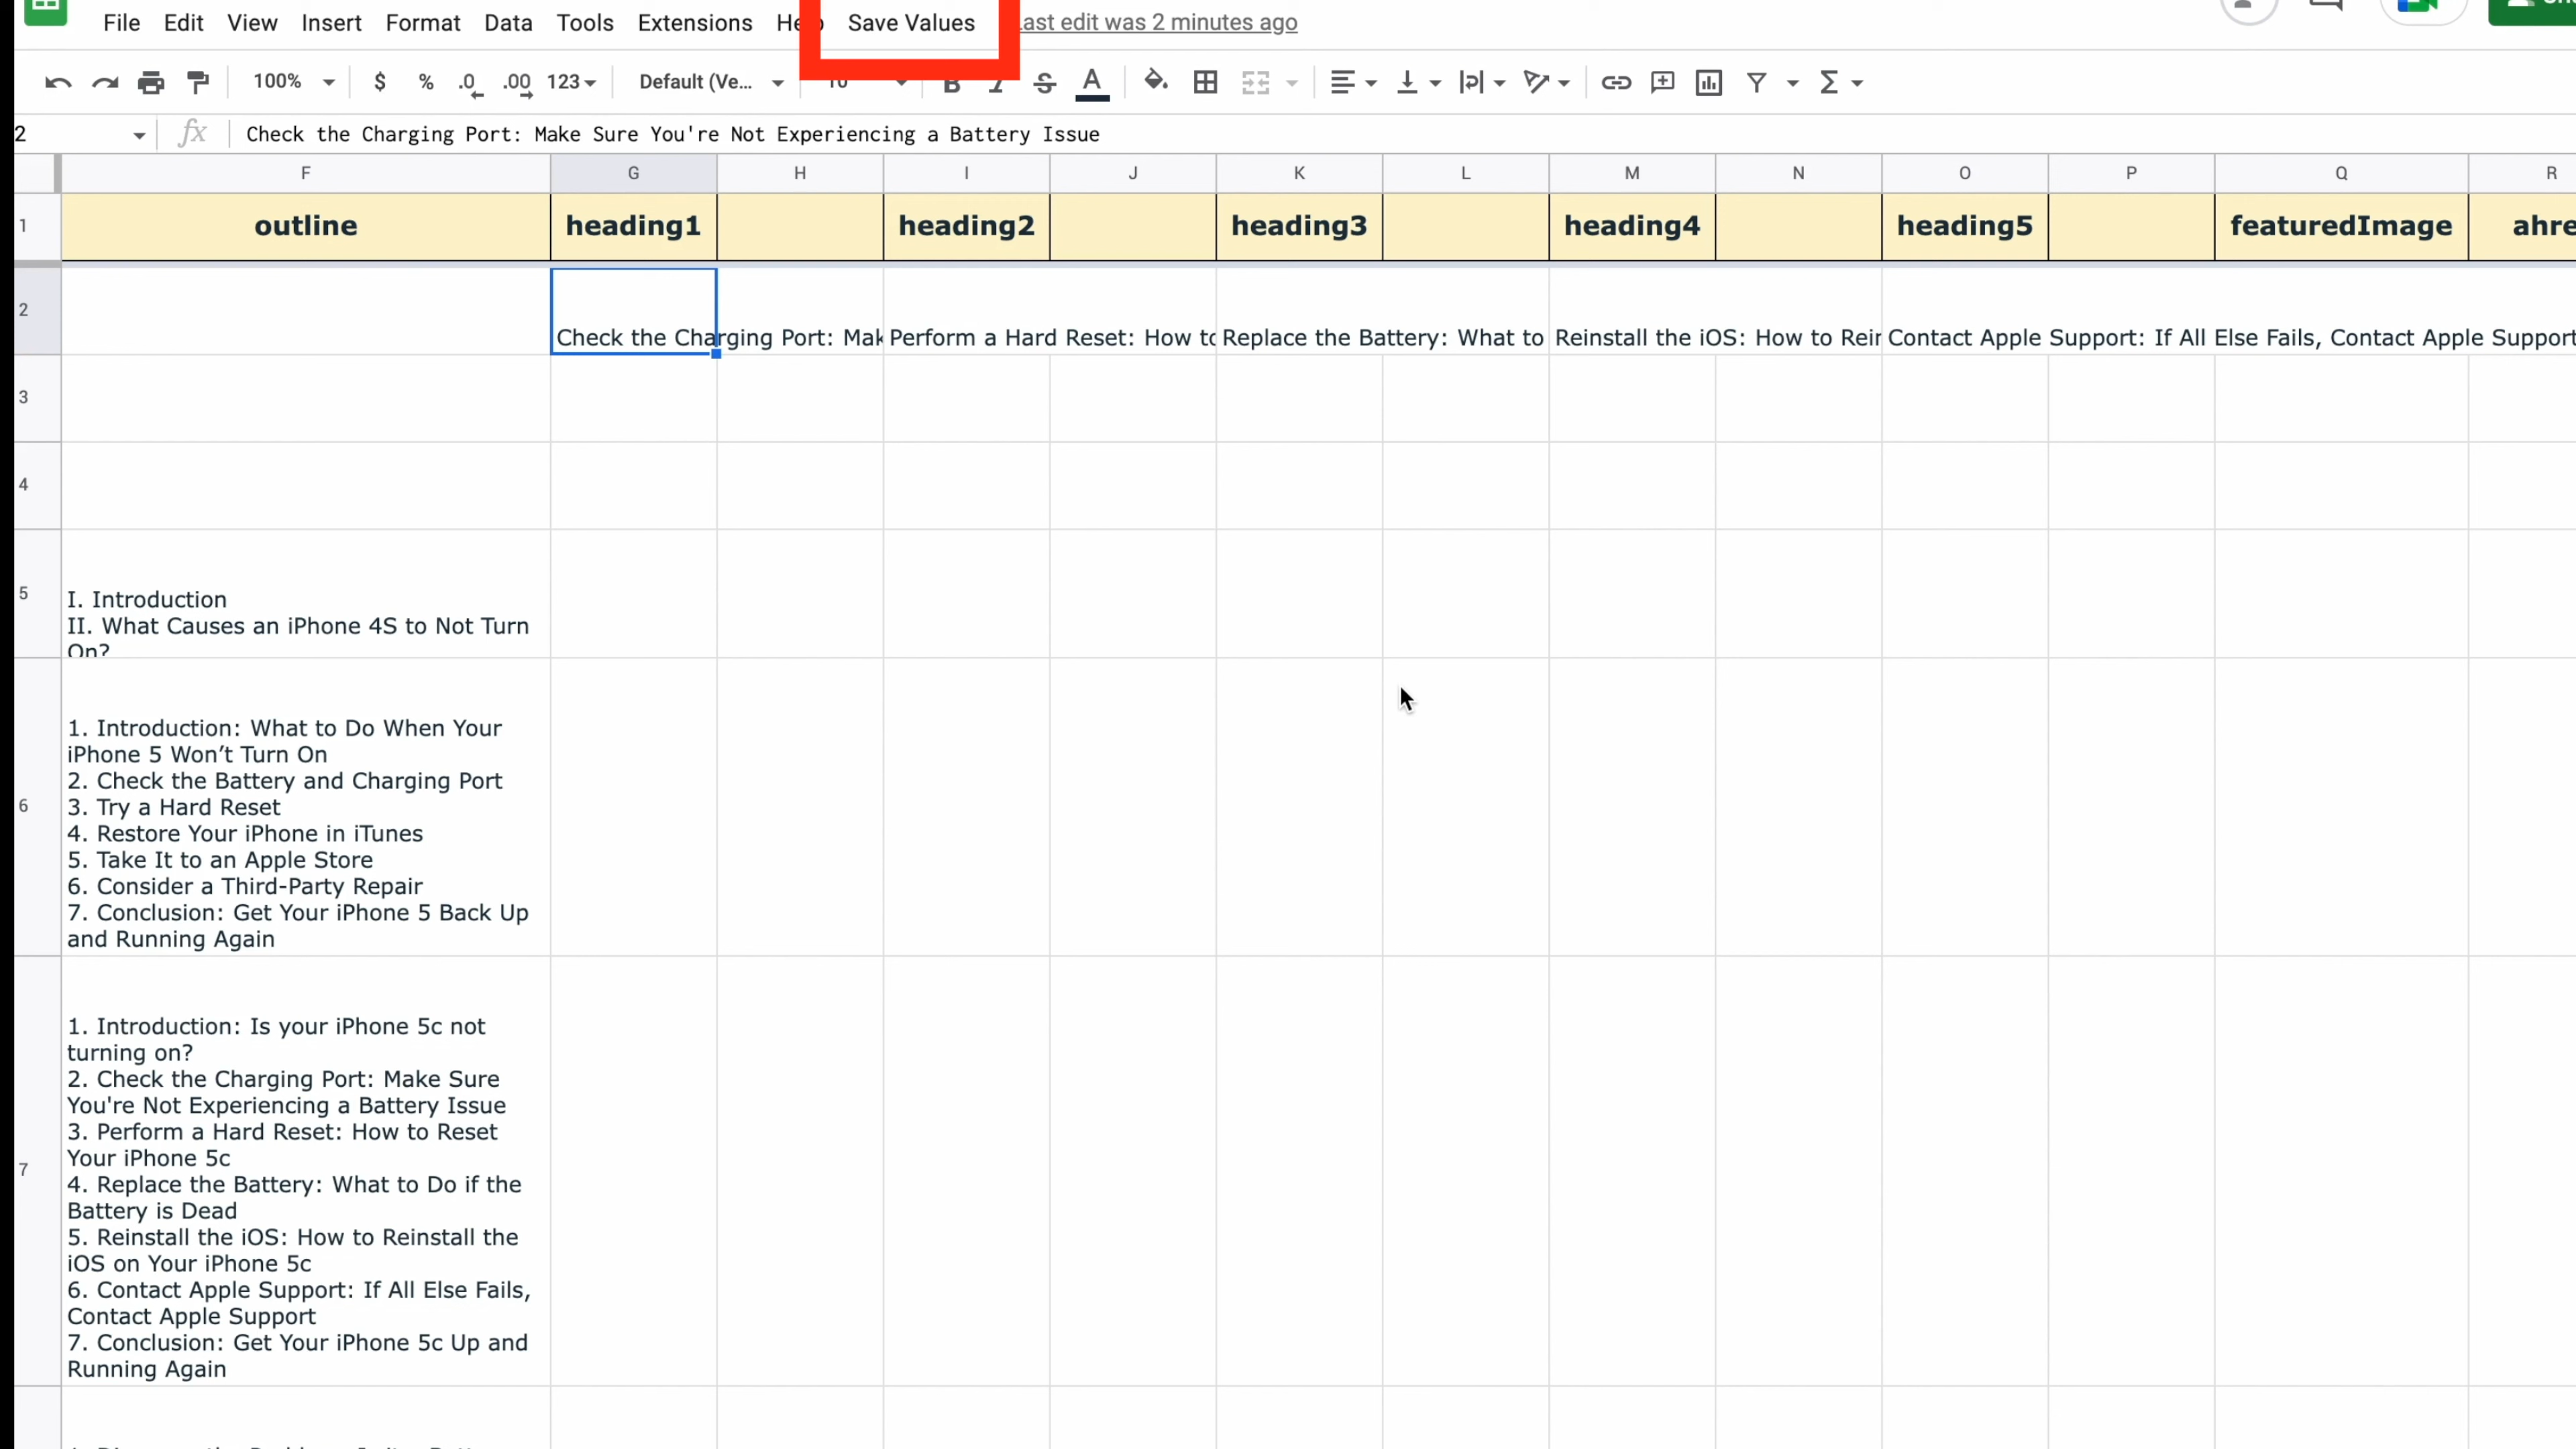 File Edit View Insert Format Data Tools Extensions Help Save Values ast edit was 2 minutes ago
100% $ % .0 .00 123 Default (Ve... 10 B I S A
2 fx Check the Charging Port: Make Sure You're Not Experiencing a Battery Issue
F G H I J K L M N O P Q R
1 outline heading1 heading2 heading3 heading4 heading5 featuredImage ahre
2 Check the Charging Port: Mak Perform a Hard Reset: How to Replace the Battery: What to Reinstall the iOS: How to Rein Contact Apple Support: If All Else Fails, Contact Apple Support
3
4
5
I. Introduction
II. What Causes an iPhone 4S to Not Turn
On?
6
1. Introduction: What to Do When Your
iPhone 5 Won’t Turn On
2. Check the Battery and Charging Port
3. Try a Hard Reset
4. Restore Your iPhone in iTunes
5. Take It to an Apple Store
6. Consider a Third-Party Repair
7. Conclusion: Get Your iPhone 5 Back Up
and Running Again
7
1. Introduction: Is your iPhone 5c not
turning on?
2. Check the Charging Port: Make Sure
You're Not Experiencing a Battery Issue
3. Perform a Hard Reset: How to Reset
Your iPhone 5c
4. Replace the Battery: What to Do if the
Battery is Dead
5. Reinstall the iOS: How to Reinstall the
iOS on Your iPhone 5c
6. Contact Apple Support: If All Else Fails,
Contact Apple Support
7. Conclusion: Get Your iPhone 5c Up and
Running Again